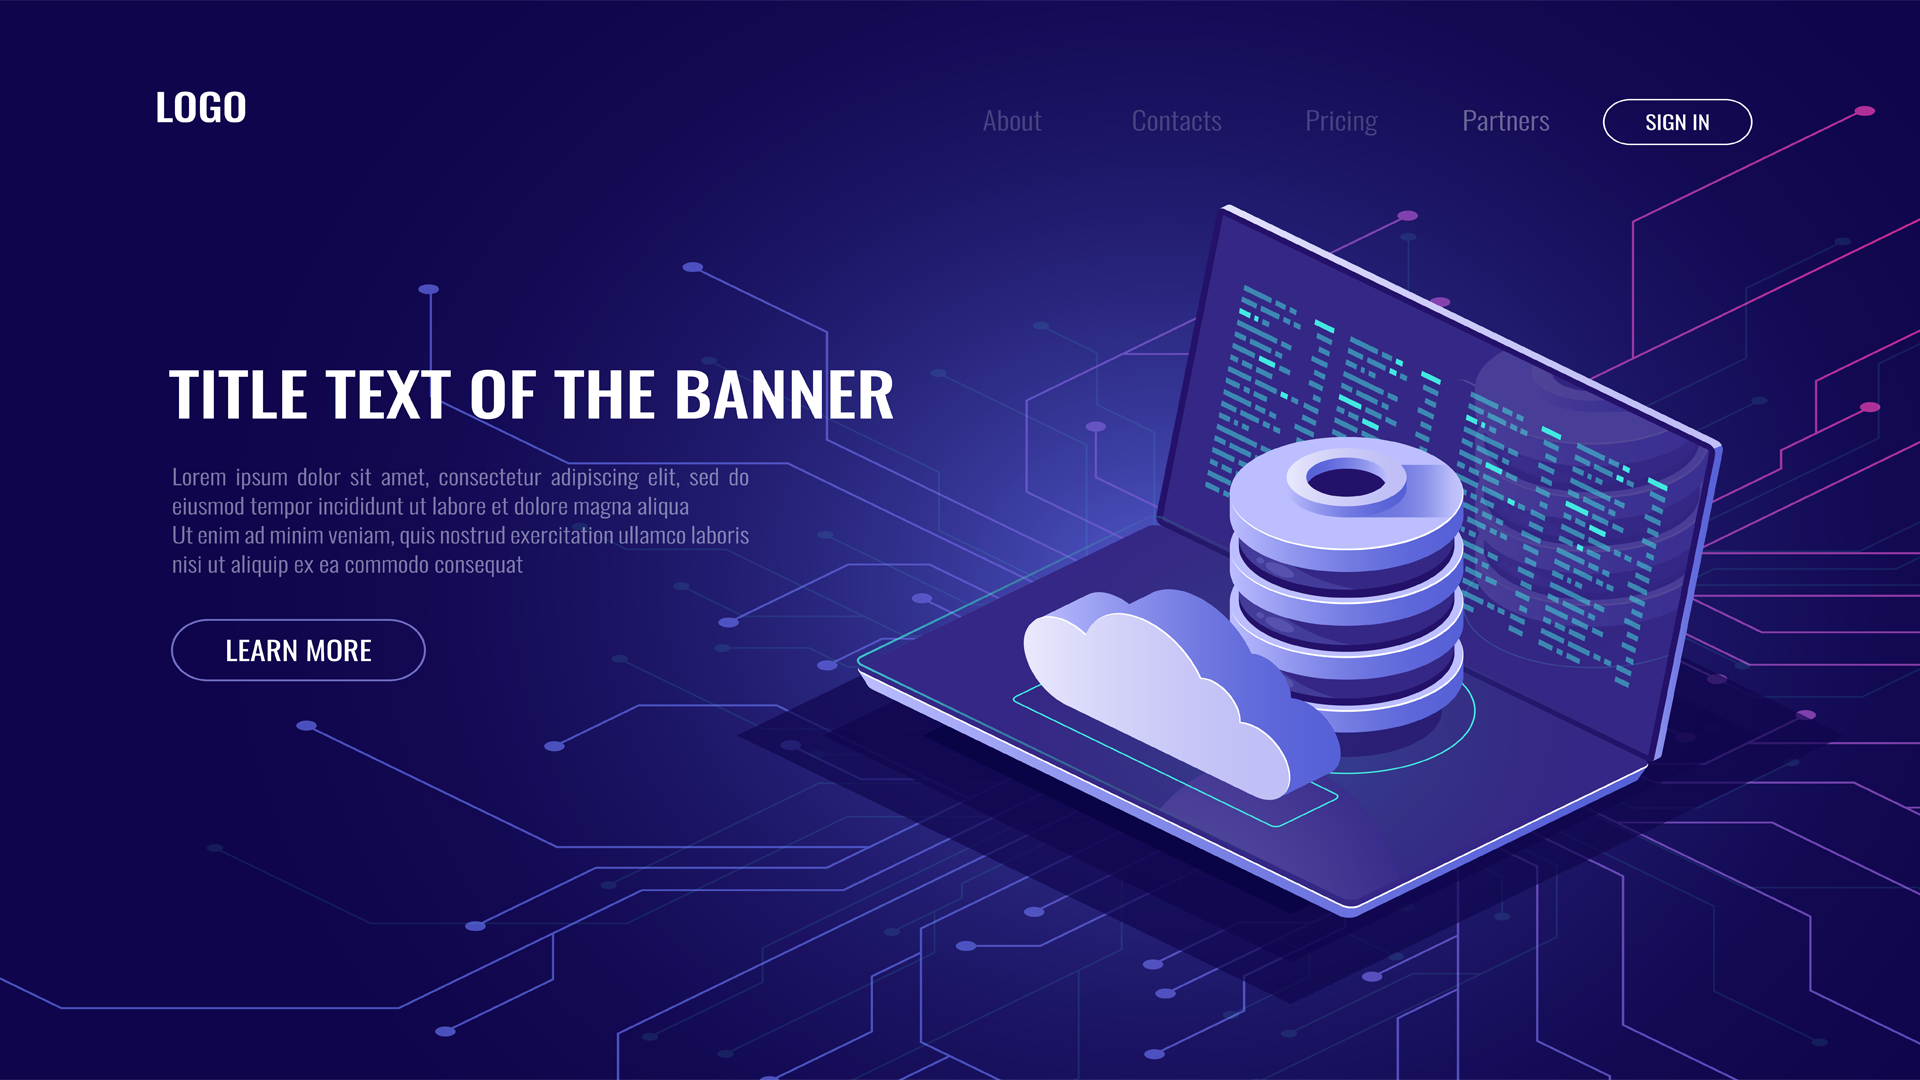 LOGO
About Contacts Pricing Partners SIGN IN
TITLE TEXT OF THE BANNER
Lorem ipsum dolor sit amet, consectetur adipiscing elit, sed do
eiusmod tempor incididunt ut labore et dolore magna aliqua
Ut enim ad minim veniam, quis nostrud exercitation ullamco laboris
nisi ut aliquip ex ea commodo consequat
LEARN MORE